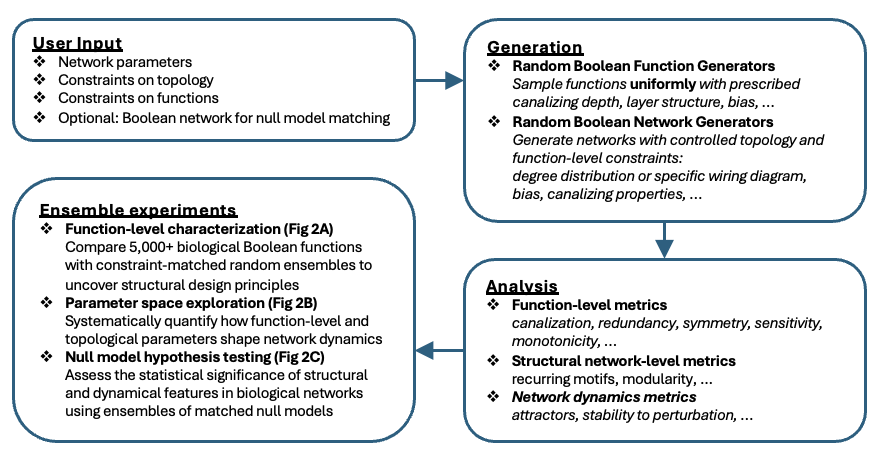 User Input
❖ Network parameters
❖ Constraints on topology
❖ Constraints on functions
❖ Optional: Boolean network for null model matching
Generation
❖ Random Boolean Function Generators
Sample functions uniformly with prescribed
canalizing depth, layer structure, bias, ...
❖ Random Boolean Network Generators
Generate networks with controlled topology and
function-level constraints:
degree distribution or specific wiring diagram,
bias, canalizing properties, ...
Analysis
❖ Function-level metrics
canalization, redundancy, symmetry, sensitivity,
monotonicity, ...
❖ Structural network-level metrics
recurring motifs, modularity, ...
❖ Network dynamics metrics
attractors, stability to perturbation, ...
Ensemble experiments
❖ Function-level characterization (Fig 2A)
Compare 5,000+ biological Boolean functions
with constraint-matched random ensembles to
uncover structural design principles
❖ Parameter space exploration (Fig 2B)
Systematically quantify how function-level and
topological parameters shape network dynamics
❖ Null model hypothesis testing (Fig 2C)
Assess the statistical significance of structural
and dynamical features in biological networks
using ensembles of matched null models